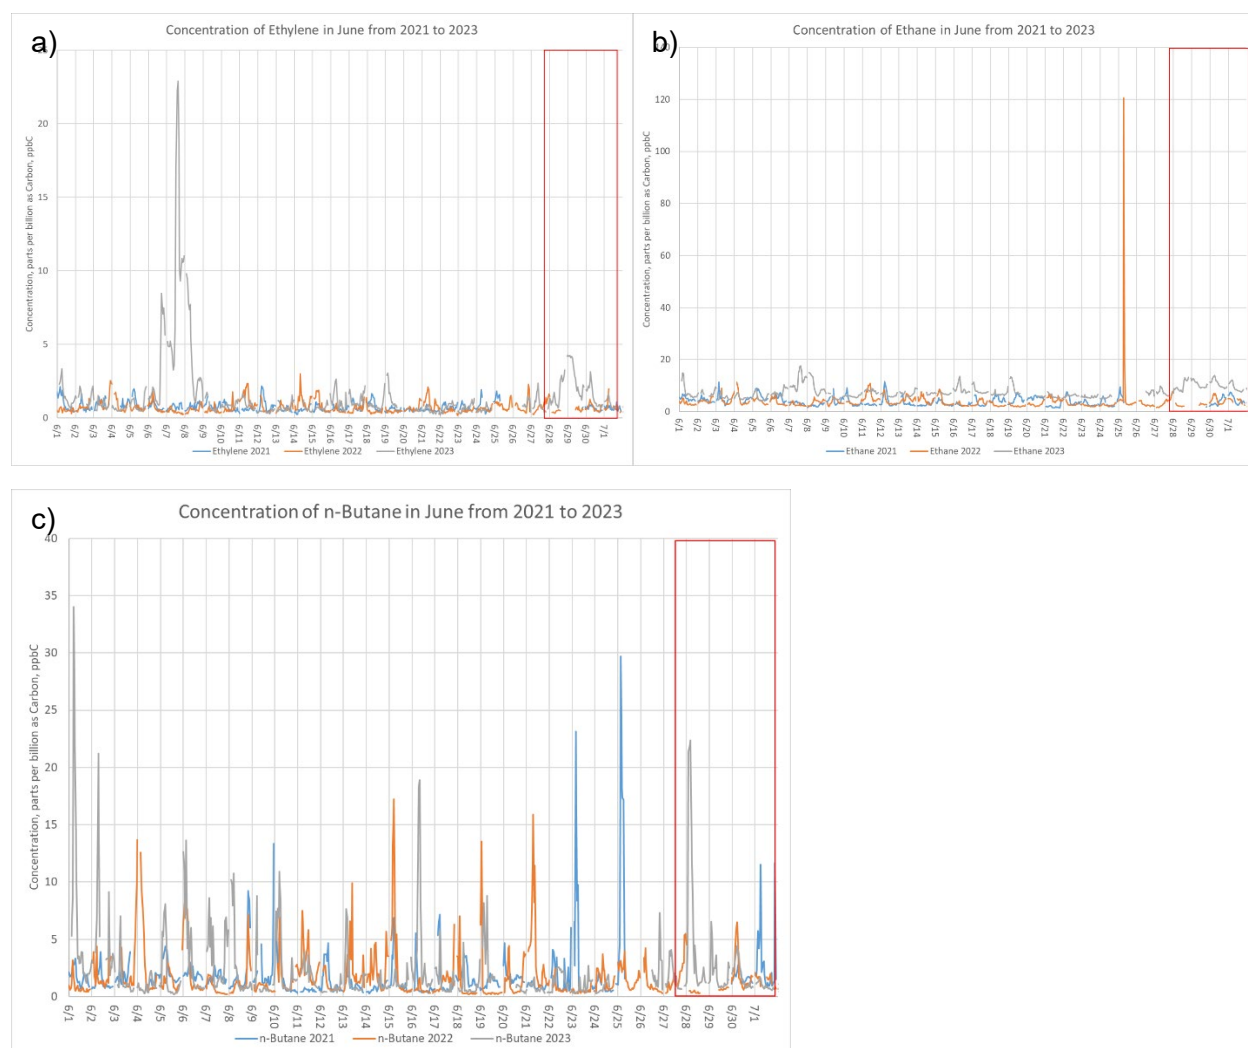 a)
Concentration of Ethylene in June from 2021 to 2023
Concentration, parts per billion as Carbon, ppbC
25
20
15
10
5
0
6/1 6/2 6/3 6/4 6/5 6/6 6/7 6/8 6/9 6/10 6/11 6/12 6/13 6/14 6/15 6/16 6/17 6/18 6/19 6/20 6/21 6/22 6/23 6/24 6/25 6/26 6/27 6/28 6/29 6/30 7/1
Ethylene 2021 Ethylene 2022 Ethylene 2023
b)
Concentration of Ethane in June from 2021 to 2023
Concentration, parts per billion as Carbon, ppbC
140
120
100
80
60
40
20
0
6/1 6/2 6/3 6/4 6/5 6/6 6/7 6/8 6/9 6/10 6/11 6/12 6/13 6/14 6/15 6/16 6/17 6/18 6/19 6/20 6/21 6/22 6/23 6/24 6/25 6/26 6/27 6/28 6/29 6/30 7/1
Ethane 2021 Ethane 2022 Ethane 2023
c)
Concentration of n-Butane in June from 2021 to 2023
Concentration, parts per billion as Carbon, ppbC
40
35
30
25
20
15
10
5
0
6/1 6/2 6/3 6/4 6/5 6/6 6/7 6/8 6/9 6/10 6/11 6/12 6/13 6/14 6/15 6/16 6/17 6/18 6/19 6/20 6/21 6/22 6/23 6/24 6/25 6/26 6/27 6/28 6/29 6/30 7/1
n-Butane 2021 n-Butane 2022 n-Butane 2023